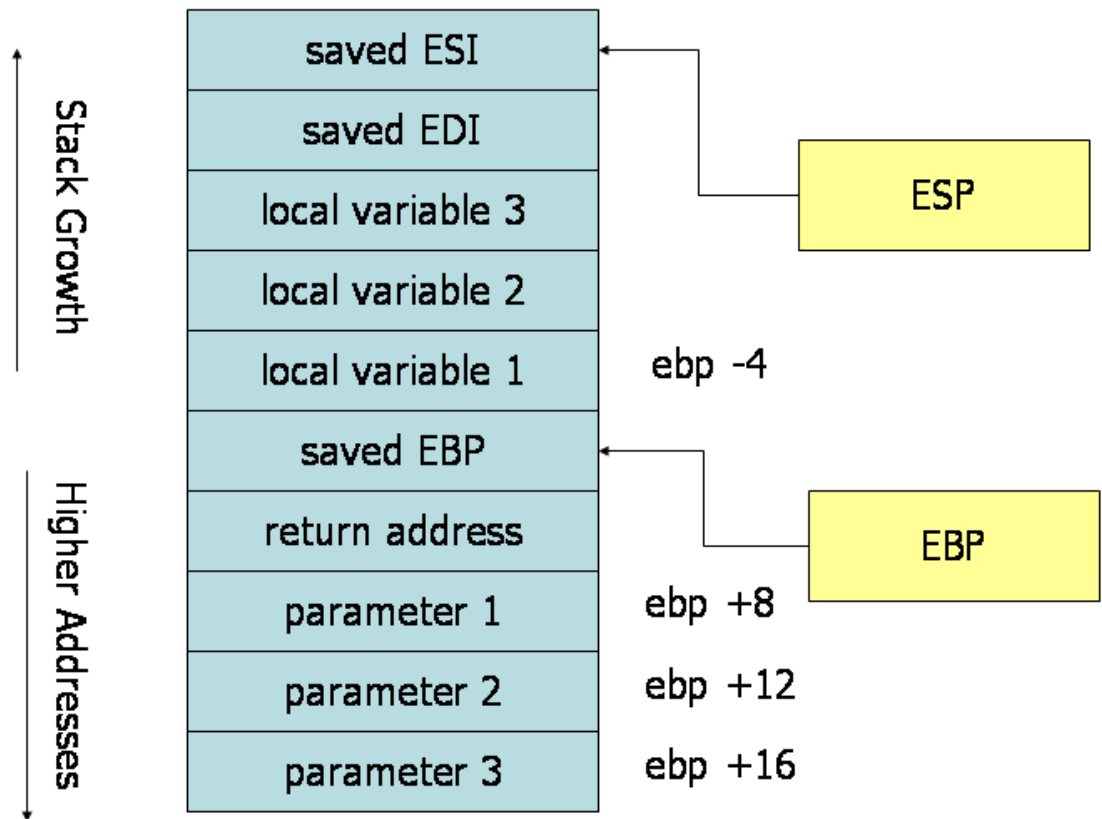 Stack Growth
Higher Addresses
saved ESI
saved EDI
local variable 3
local variable 2
local variable 1
saved EBP
return address
parameter 1
parameter 2
parameter 3
ebp -4
ebp +8
ebp +12
ebp +16
ESP
EBP